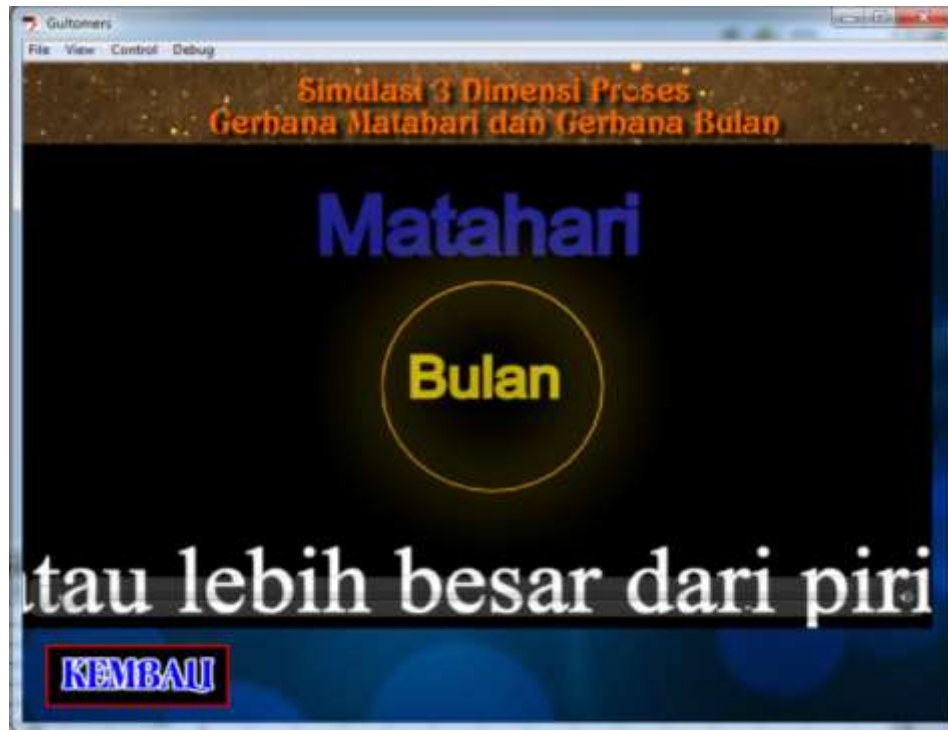 Gultomers
File View Control Debug
Simulasi 3 Dimensi Proses
Gerhana Matahari dan Gerhana Bulan
Matahari
Bulan
tau lebih besar dari piri
KEMBALI